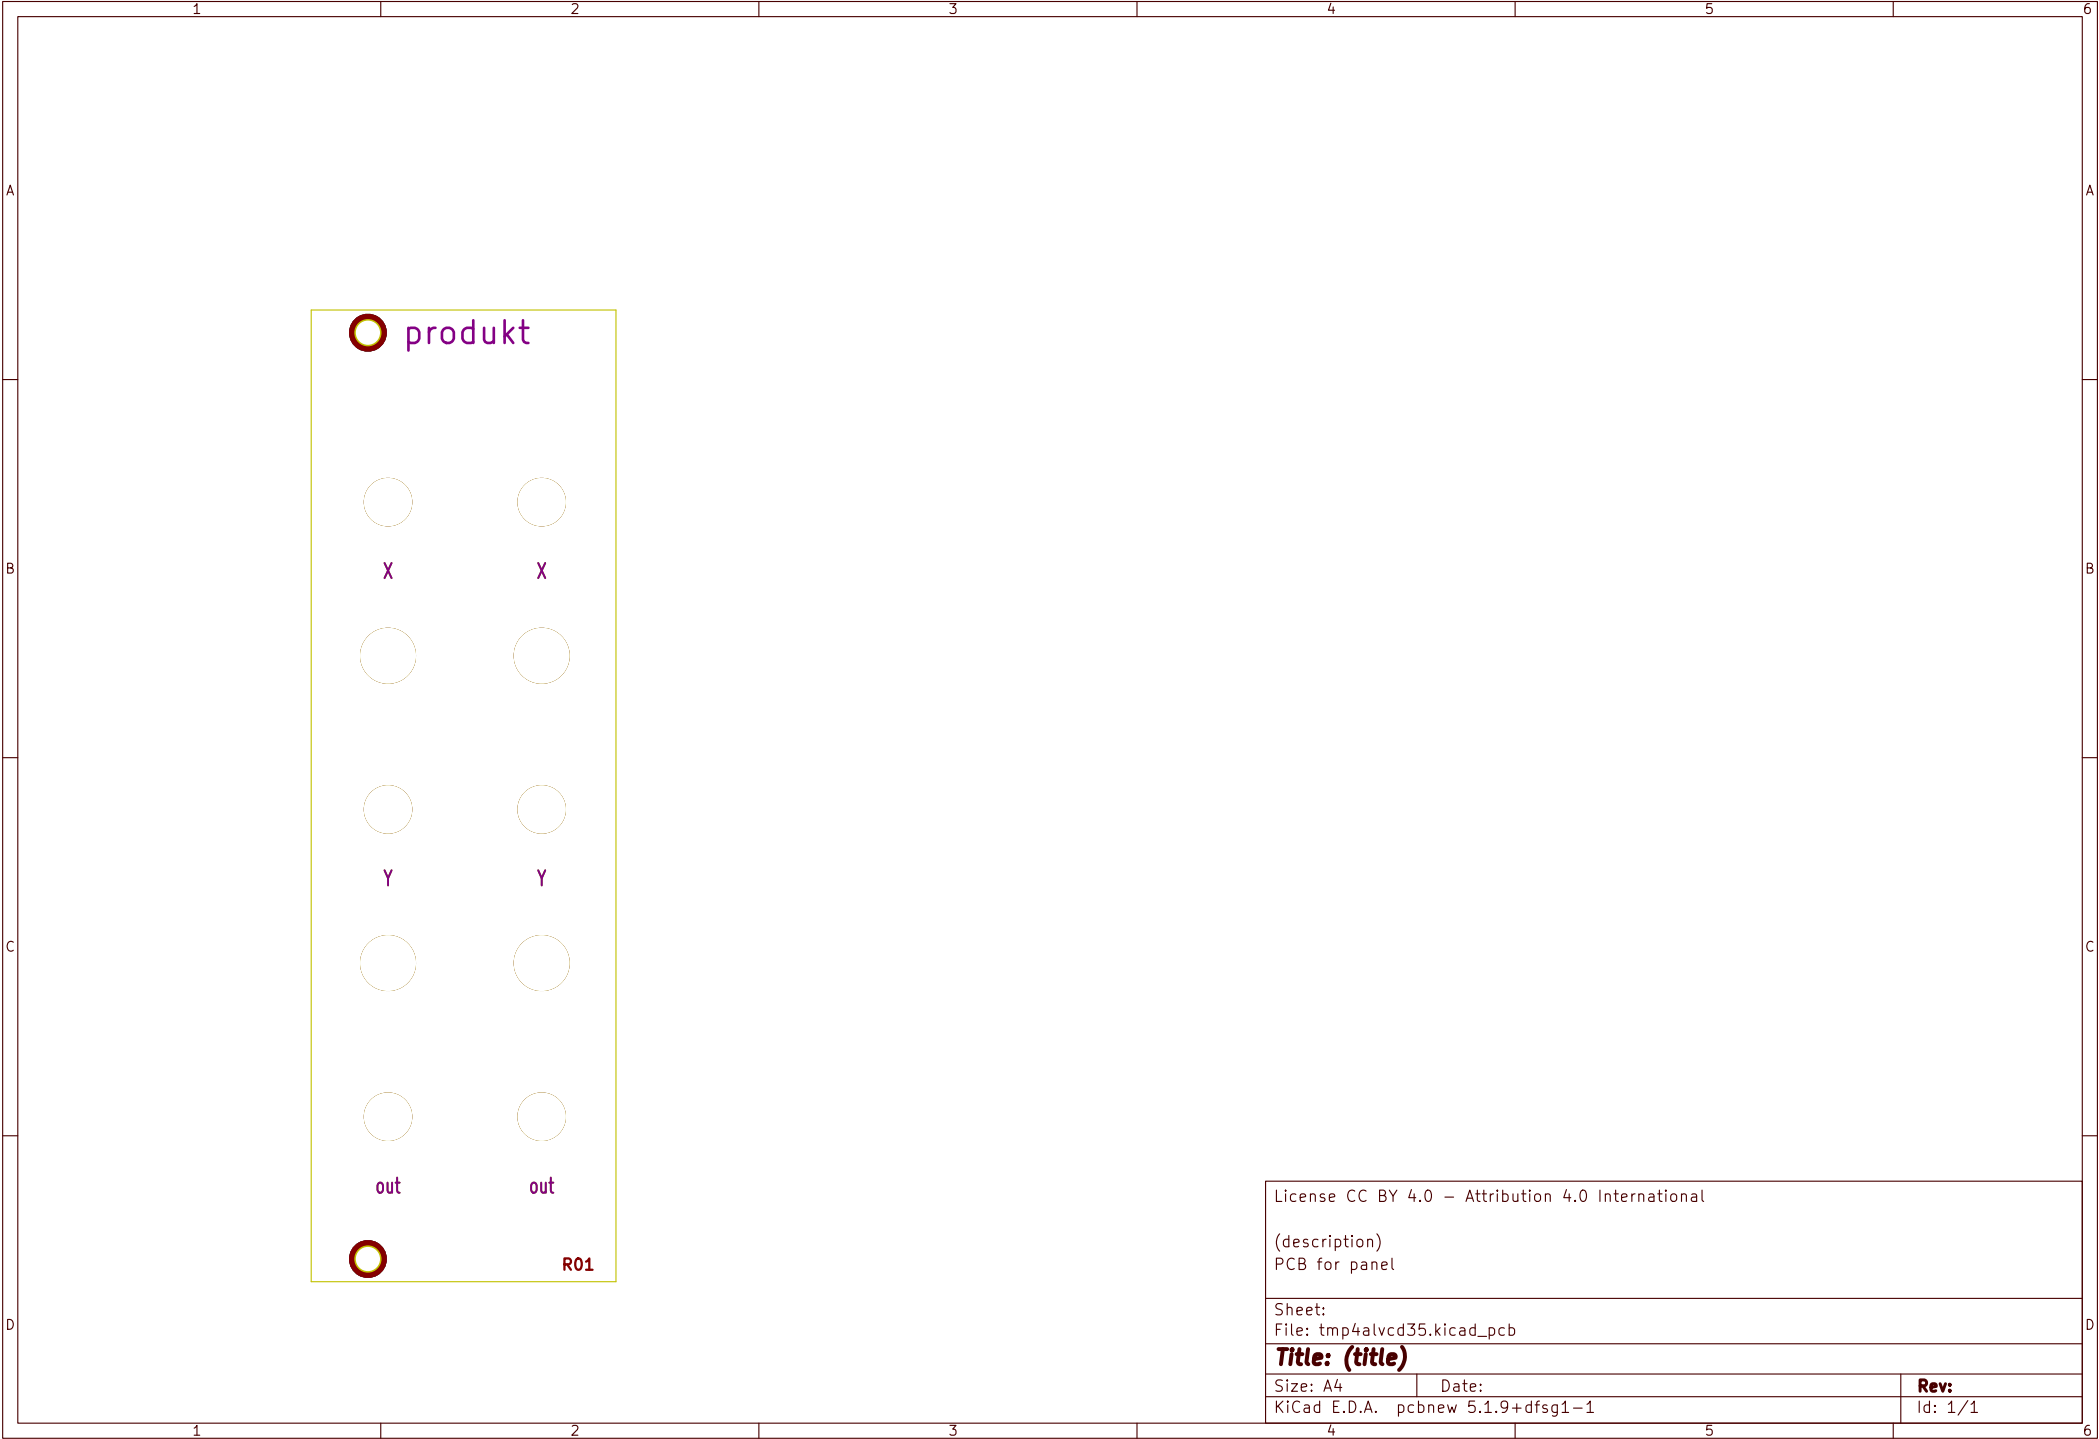 1 2 3 4 5 6
A A
produkt
B B
X X
Y Y
C C
out out
R01
License CC BY 4.0 – Attribution 4.0 International
(description)
PCB for panel
Sheet:
File: tmp4alvcd35.kicad_pcb
D D
Title: (title)
Size: A4 Date: Rev:
KiCad E.D.A. pcbnew 5.1.9+dfsg1-1 Id: 1/1
1 2 3 4 5 6